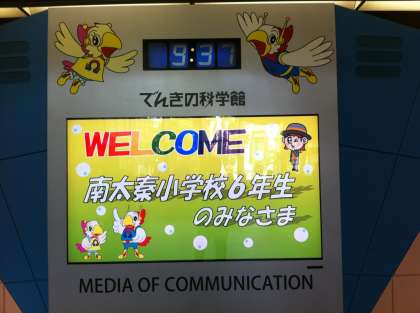 9:37
でんきの科学館
WELCOME
南太秦小学校6年生
のみなさま
MEDIA OF COMMUNICATION